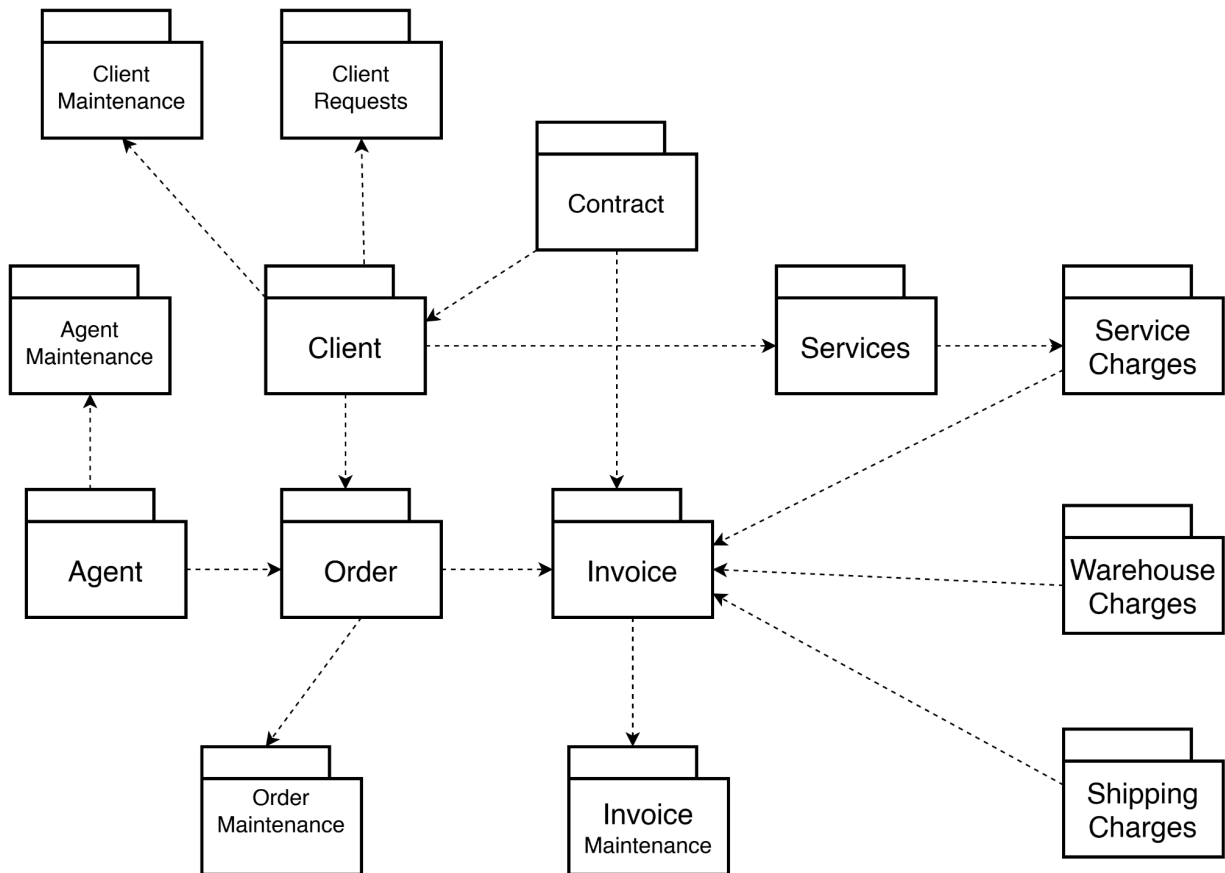 Client
Maintenance
Client
Requests
Contract
Agent
Maintenance
Client
Services
Service
Charges
Agent
Order
Invoice
Warehouse
Charges
Order
Maintenance
Invoice
Maintenance
Shipping
Charges